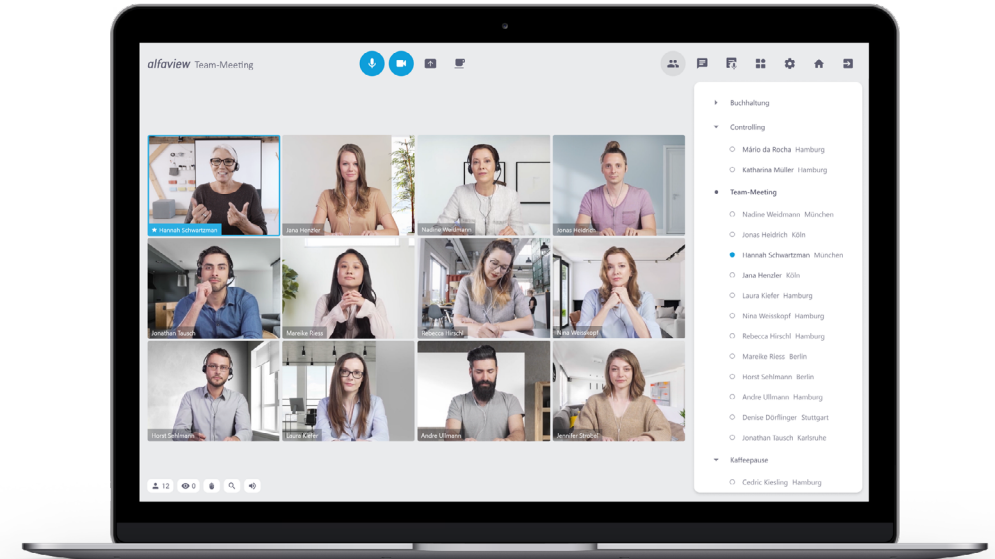 alfaview Team-Meeting
Hannah Schwartzman
Jana Henzler
Nadine Weidmann
Jonas Heidrich
Jonathan Tausch
Mareike Riess
Rebecca Hirschl
Nina Weisskopf
Horst Sehlmann
Laura Kiefer
Andre Ullmann
Jennifer Strobel
12
0
Buchhaltung
Controlling
Mário da Rocha Hamburg
Katharina Müller Hamburg
Team-Meeting
Nadine Weidmann München
Jonas Heidrich Köln
Hannah Schwartzman München
Jana Henzler Köln
Laura Kiefer Hamburg
Nina Weisskopf Hamburg
Rebecca Hirschl Hamburg
Mareike Riess Berlin
Horst Sehlmann Berlin
Andre Ullmann Hamburg
Denise Dörflinger Stuttgart
Jonathan Tausch Karlsruhe
Kaffeepause
Cedric Kiesling Hamburg